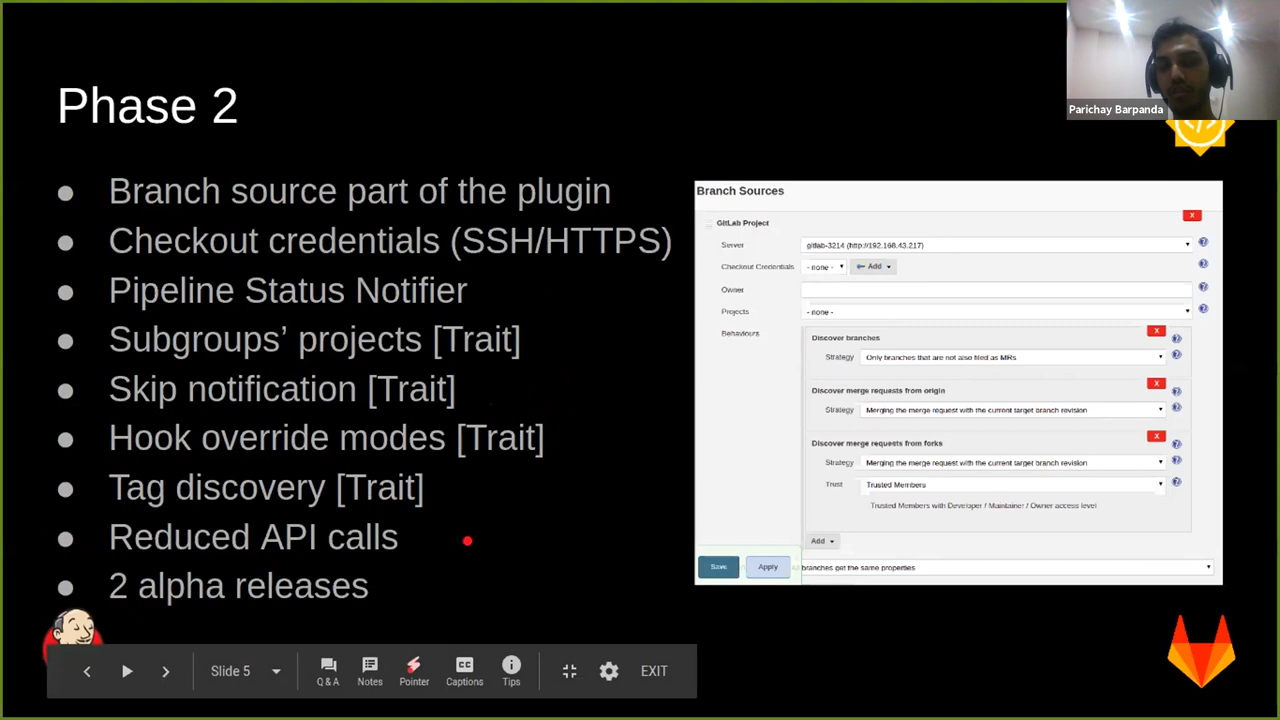 Parichay Barpanda
Phase 2
● Branch source part of the plugin
● Checkout credentials (SSH/HTTPS)
● Pipeline Status Notifier
● Subgroups’ projects [Trait]
● Skip notification [Trait]
● Hook override modes [Trait]
● Tag discovery [Trait]
● Reduced API calls
● 2 alpha releases
Branch Sources
GitLab Project
x
Server gitlab-3214 (http://192.168.43.217)
Checkout Credentials - none - Add
Owner
Projects - none -
Behaviours
Discover branches
x
Strategy Only branches that are not also filed as MRs
Discover merge requests from origin
x
Strategy Merging the merge request with the current target branch revision
Discover merge requests from forks
x
Strategy Merging the merge request with the current target branch revision
Trust Trusted Members
Trusted Members with Developer / Maintainer / Owner access level
Add
Save Apply branches get the same properties
Slide 5 Q & A Notes Pointer Captions Tips EXIT